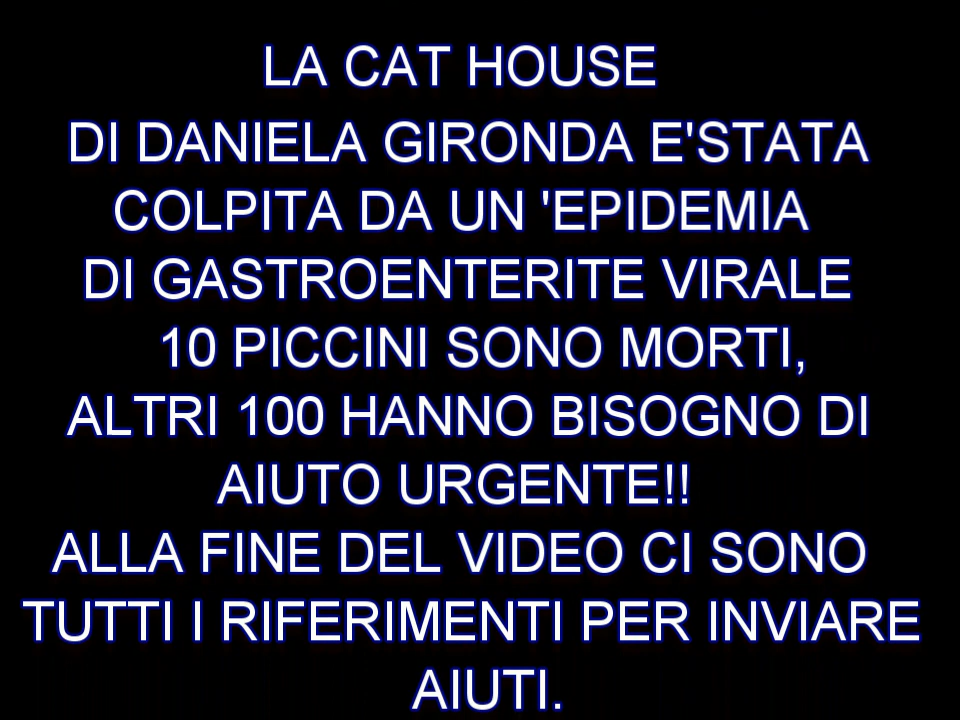 LA CAT HOUSE
DI DANIELA GIRONDA E'STATA
COLPITA DA UN 'EPIDEMIA
DI GASTROENTERITE VIRALE
10 PICCINI SONO MORTI,
ALTRI 100 HANNO BISOGNO DI
AIUTO URGENTE!!
ALLA FINE DEL VIDEO CI SONO
TUTTI I RIFERIMENTI PER INVIARE
AIUTI.